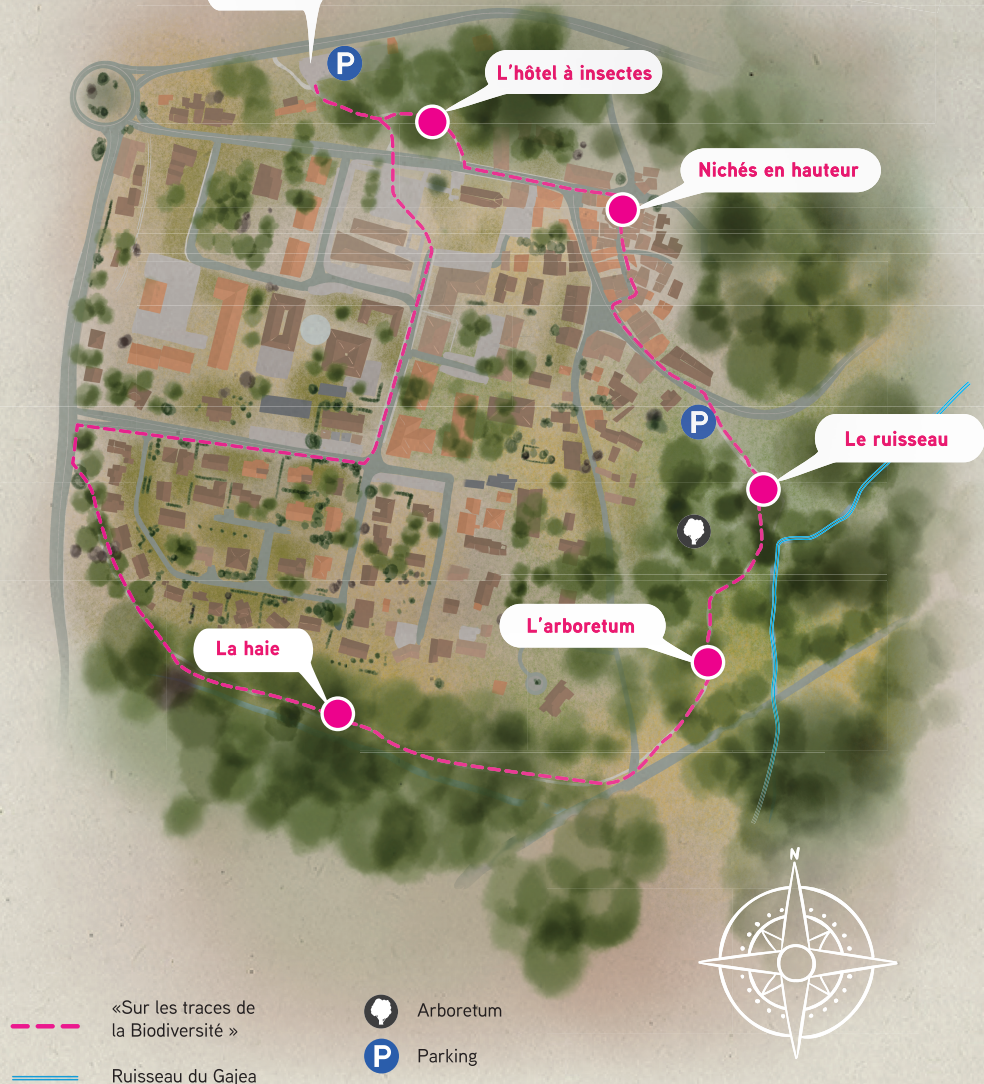 P
L'hôtel à insectes
Nichés en hauteur
P
Le ruisseau
L'arboretum
La haie
N
«Sur les traces de
la Biodiversité »
Arboretum
P Parking
Ruisseau du Gajea